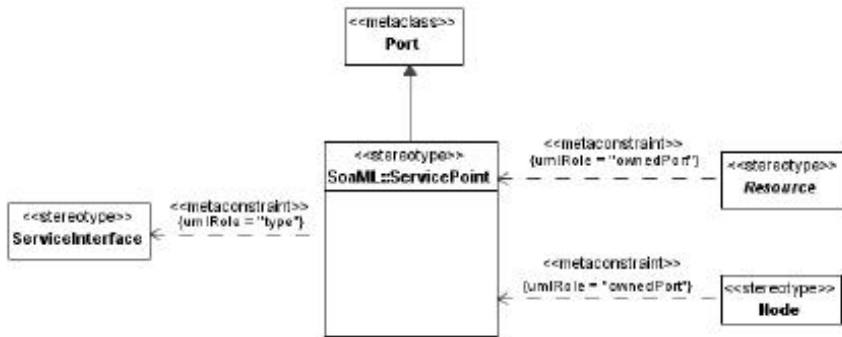 <<metaclass>>
Port
<<metaconstraint>>
{umlRole = "ownedPort"}
<<stereotype>>
SoaML::ServicePoint
<<stereotype>>
Resource
<<metaconstraint>>
{umlRole = "type"}
<<stereotype>>
ServiceInterface
<<metaconstraint>>
{umlRole = "ownedPort"}
<<stereotype>>
Node